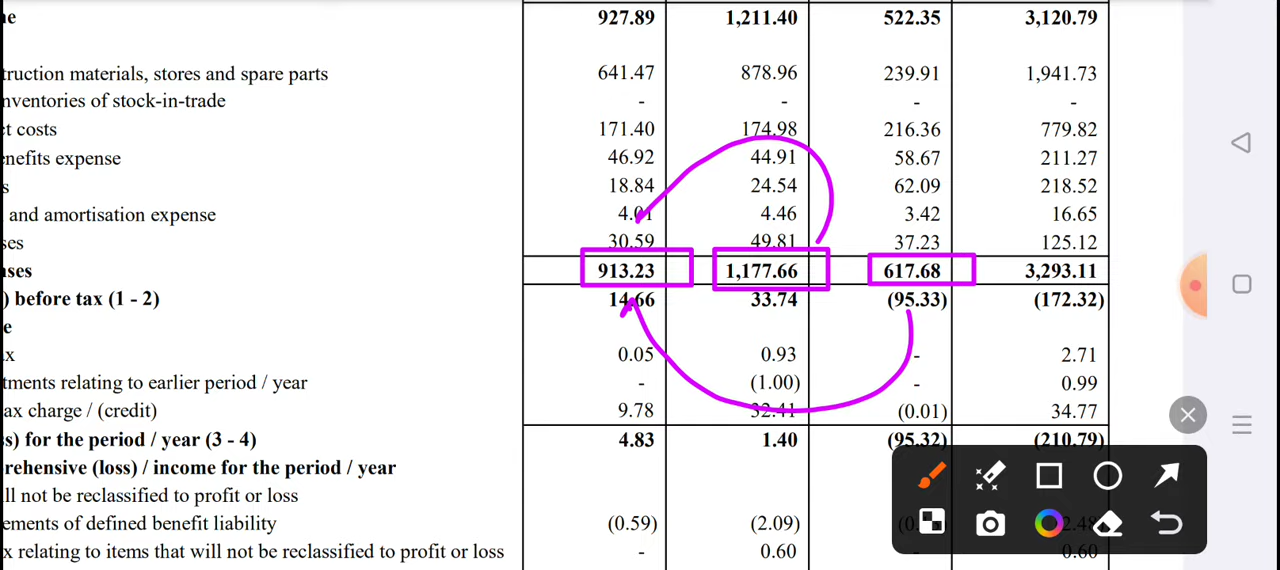 ne 927.89 1,211.40 522.35 3,120.79
truction materials, stores and spare parts 641.47 878.96 239.91 1,941.73
nventories of stock-in-trade - - - -
ct costs 171.40 174.98 216.36 779.82
enefits expense 46.92 44.91 58.67 211.27
s 18.84 24.54 62.09 218.52
and amortisation expense 4.01 4.46 3.42 16.65
ses 30.59 49.81 37.23 125.12
nses 913.23 1,177.66 617.68 3,293.11
) before tax (1 - 2) 14.66 33.74 (95.33) (172.32)
e
x 0.05 0.93 - 2.71
tments relating to earlier period / year - (1.00) - 0.99
ax charge / (credit) 9.78 32.41 (0.01) 34.77
s) for the period / year (3 - 4) 4.83 1.40 (95.32) (210.79)
rehensive (loss) / income for the period / year
ll not be reclassified to profit or loss
ements of defined benefit liability (0.59) (2.09)
x relating to items that will not be reclassified to profit or loss - 0.60 - 0.60